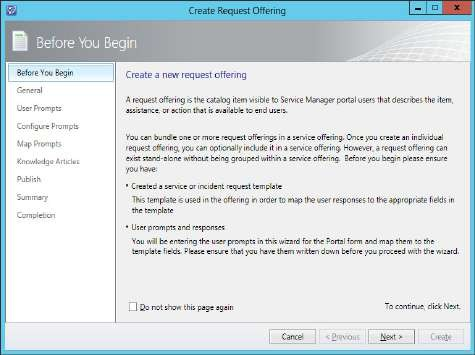 Create Request Offering
Before You Begin
Before You Begin
General
User Prompts
Configure Prompts
Map Prompts
Knowledge Articles
Publish
Summary
Completion
Create a new request offering
A request offering is the catalog item visible to Service Manager portal users that describes the item,
assistance, or action that is available to end users.
You can bundle one or more request offerings in a service offering. Once you create an individual
request offering, you can optionally include it in a service offering. However, a request offering can
exist stand-alone without being grouped within a service offering. Before you begin please ensure
you have:
• Created a service or incident request template
This template is used in the offering in order to map the user responses to the appropriate fields in
the template
• User prompts and responses
You will be entering the user prompts in this wizard for the Portal form and map them to the
template fields. Please ensure that you have them written down before you proceed with the wizard.
Do not show this page again
To continue, click Next.
Cancel
< Previous
Next >
Create